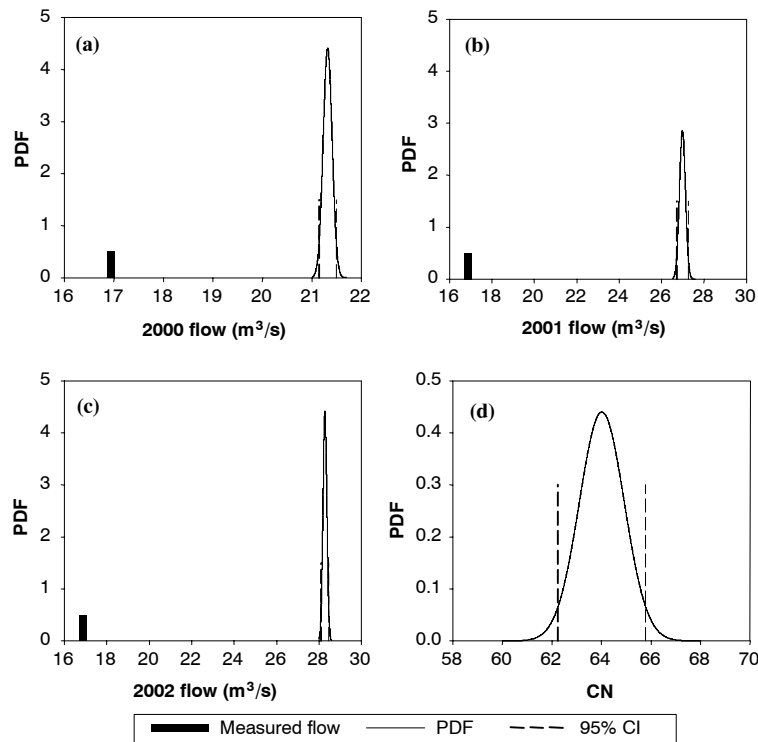 (a)
PDF
5
4
3
2
1
0
16 17 18 19 20 21 22
2000 flow (m³/s)
(b)
PDF
5
4
3
2
1
0
16 18 20 22 24 26 28 30
2001 flow (m³/s)
(c)
PDF
5
4
3
2
1
0
16 18 20 22 24 26 28 30
2002 flow (m³/s)
(d)
PDF
0.5
0.4
0.3
0.2
0.1
0.0
58 60 62 64 66 68 70
CN
Measured flow PDF 95% CI